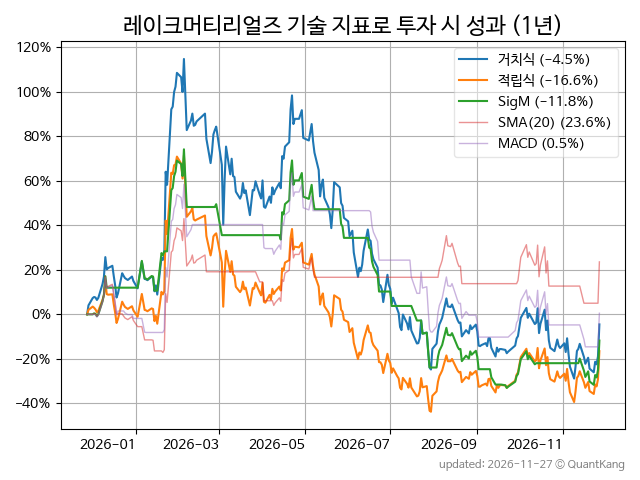 레이크머티리얼즈 기술 지표로 투자 시 성과 (1년)
120%
100%
80%
60%
40%
20%
0%
−20%
−40%
거치식 (−4.5%)
적립식 (−16.6%)
SigM (−11.8%)
SMA(20) (23.6%)
MACD (0.5%)
2026-01 2026-03 2026-05 2026-07 2026-09 2026-11
updated: 2026-11-27 © QuantKang